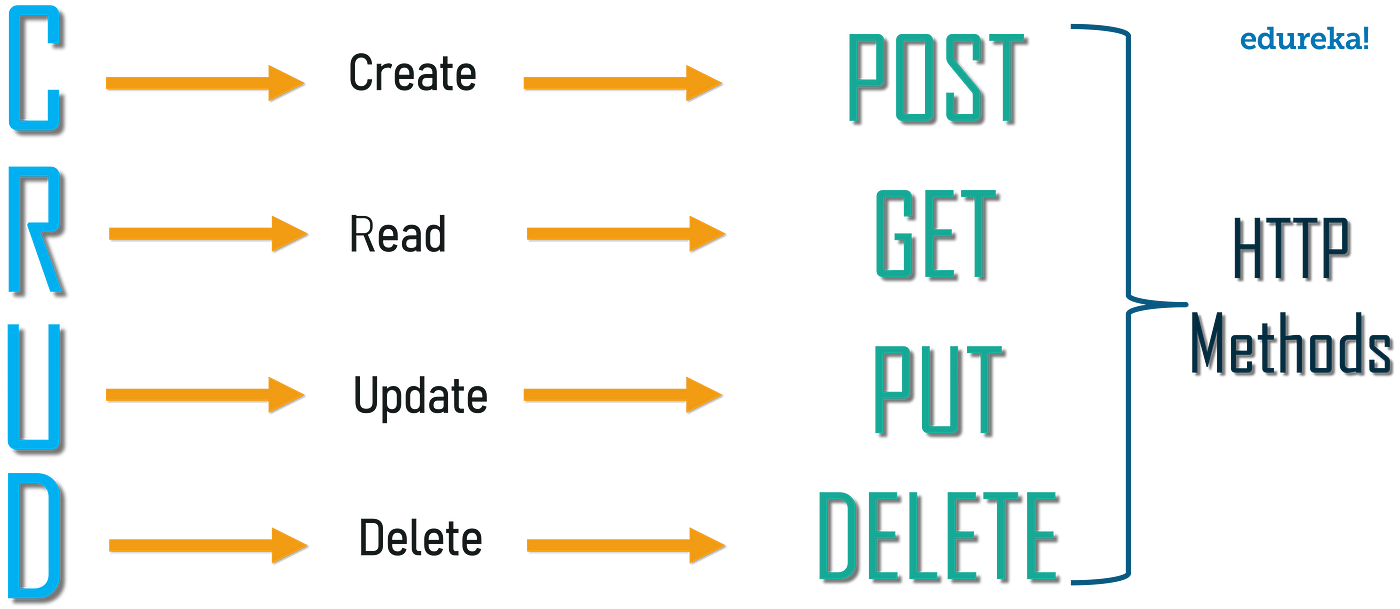 C Create POST
edureka!
R Read GET
HTTP
Methods
U Update PUT
D Delete DELETE